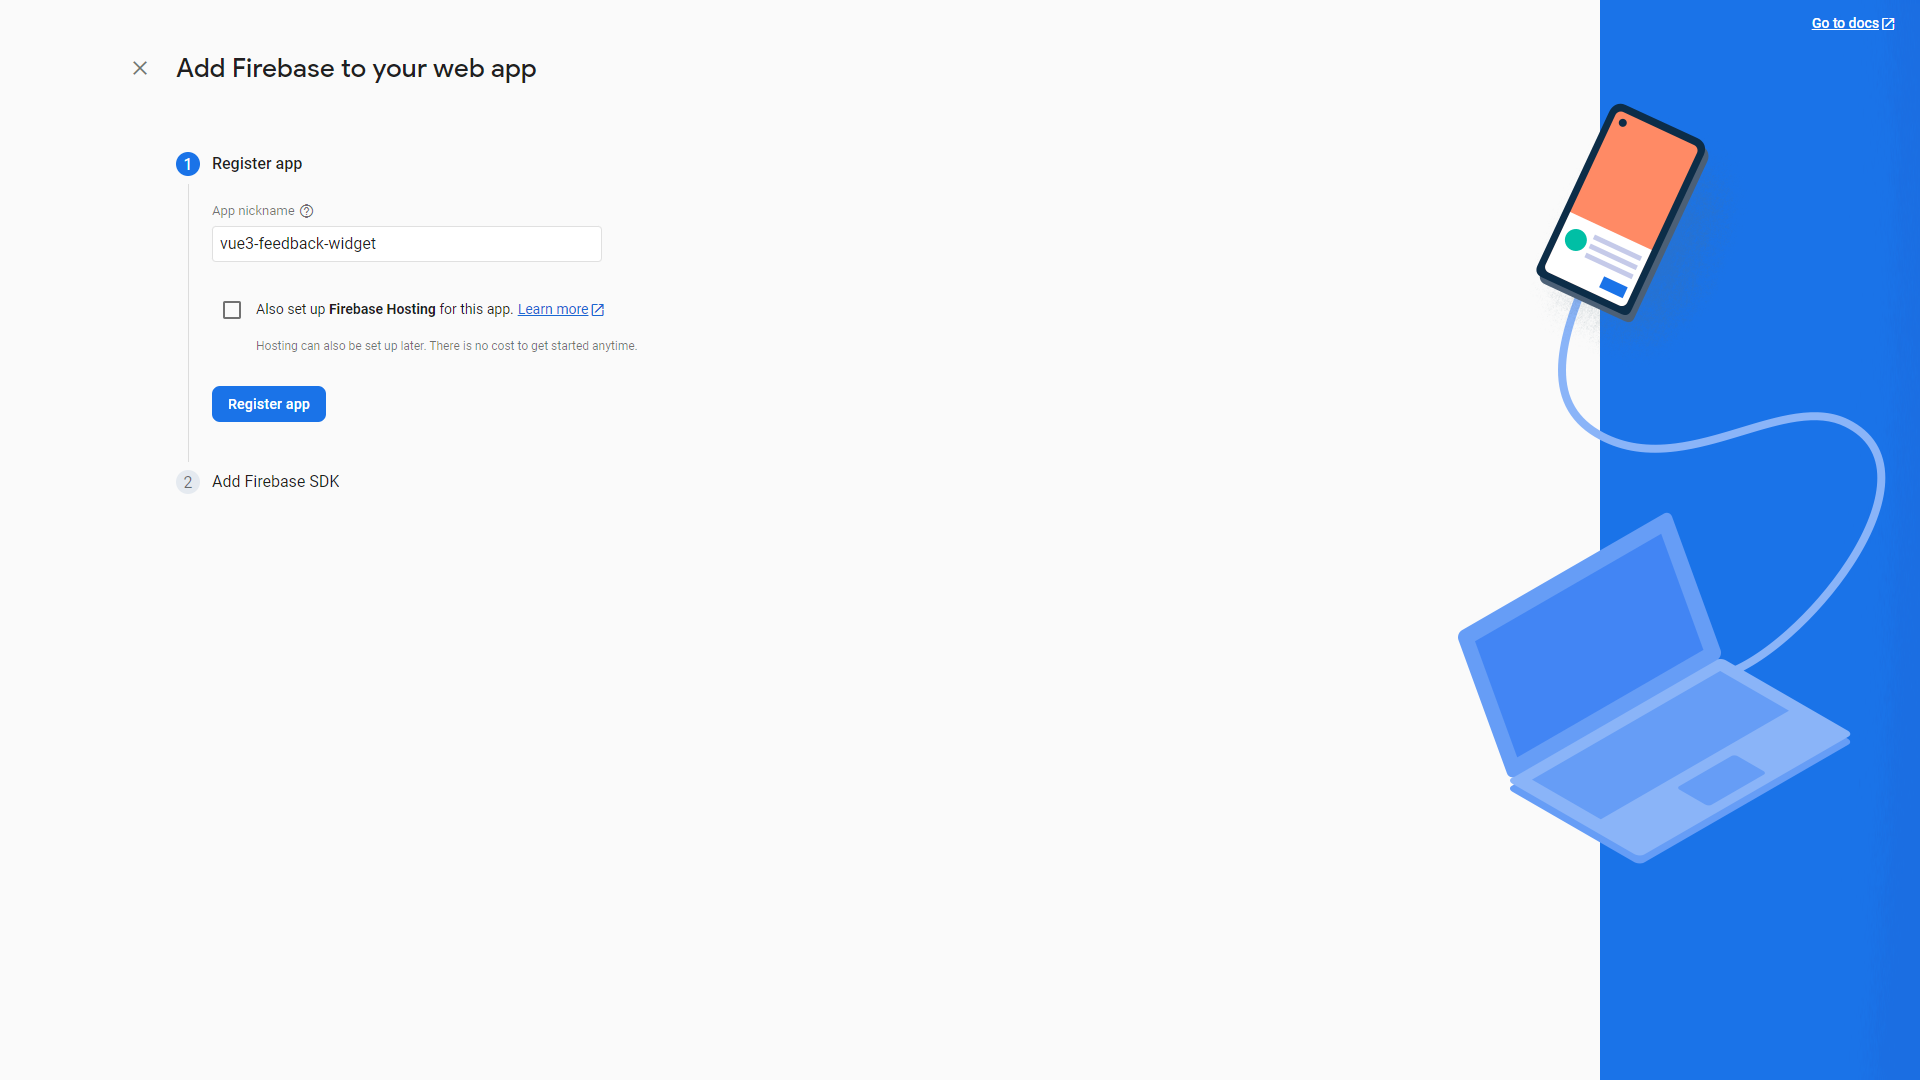 Go to docs
Add Firebase to your web app
1 Register app
App nickname
vue3-feedback-widget
Also set up Firebase Hosting for this app. Learn more
Hosting can also be set up later. There is no cost to get started anytime.
Register app
2 Add Firebase SDK